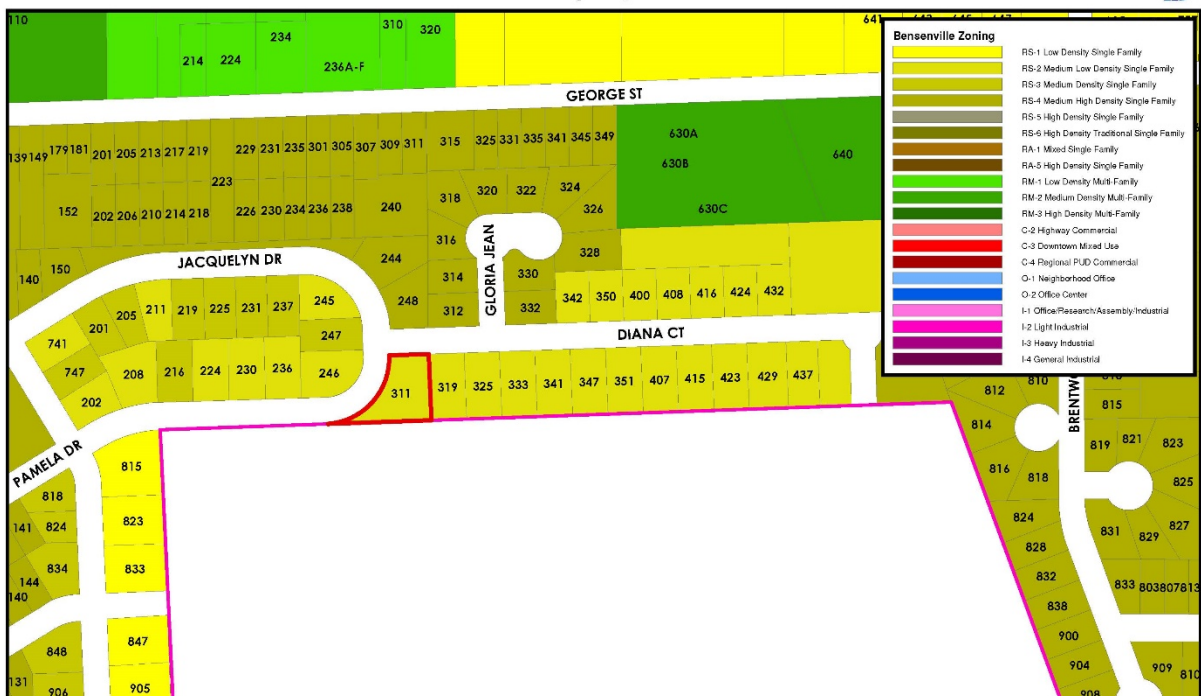 110
310
320
641
234
214
224
236A-F
GEORGE ST
139 149 179 181 201 205 213 217 219 229 231 235 301 305 307 309 311 315 325 331 335 341 345 349
223
630A
630B
630C
640
152 202 206 210 214 218 226 230 234 236 238 240
318 320 322 324
326
316
328
JACQUELYN DR
140 150
244
314
330
GLORIA JEAN
248
312
332
342 350 400 408 416 424 432
DIANA CT
741 201 205 211 219 225 231 237 245
247
747
208 216 224 230 236 246
202
311 319 325 333 341 347 351 407 415 423 429 437
PAMELA DR
815
818
823
141 824
833
834
144
140
847
848
131
906
905
812 810
815
814
BRENTWO
819 821 823
816
818
825
824
831 829 827
828
832
833 803 807 813
838
900
904
909 810
908
Bensenville Zoning
RS-1 Low Density Single Family
RS-2 Medium Low Density Single Family
RS-3 Medium Density Single Family
RS-4 Medium High Density Single Family
RS-5 High Density Single Family
RS-6 High Density Traditional Single Family
RA-1 Mixed Single Family
RA-5 High Density Single Family
RM-1 Low Density Multi-Family
RM-2 Medium Density Multi-Family
RM-3 High Density Multi-Family
C-2 Highway Commercial
C-3 Downtown Mixed Use
C-4 Regional PUD Commercial
O-1 Neighborhood Office
O-2 Office Center
I-1 Office/Research/Assembly/Industrial
I-2 Light Industrial
I-3 Heavy Industrial
I-4 General Industrial